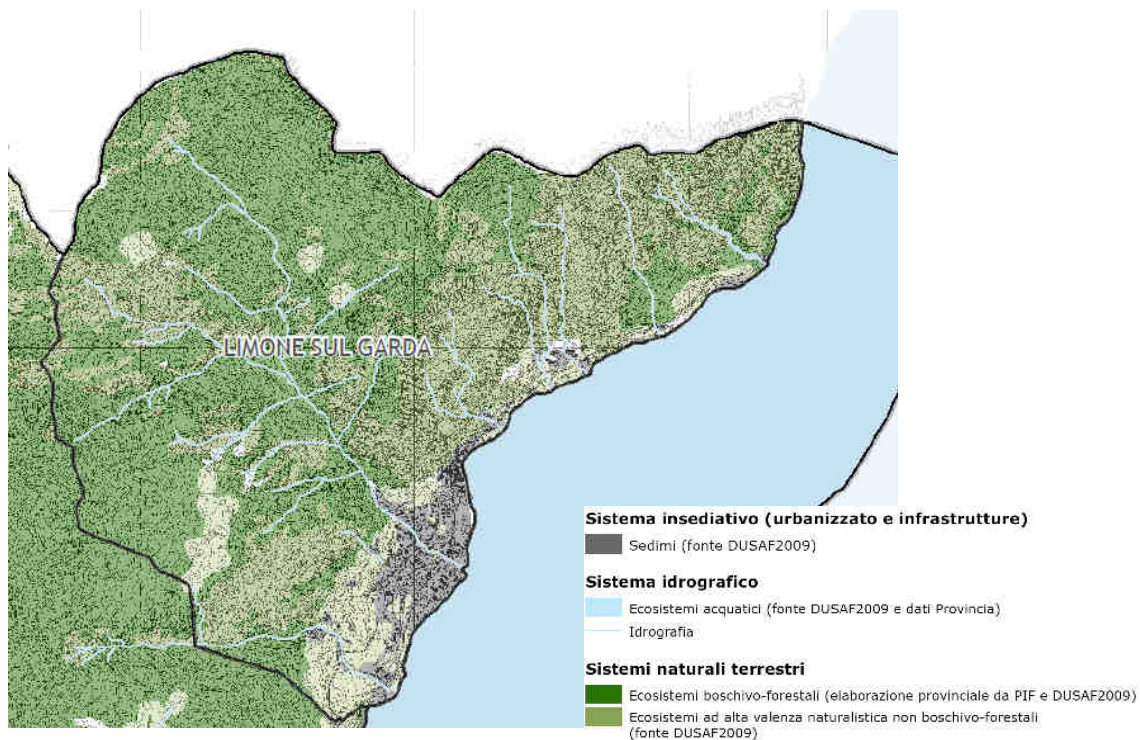 LIMONE SUL GARDA
Sistema insediativo (urbanizzato e infrastrutture)
Sedimi (fonte DUSAF2009)
Sistema idrografico
Ecosistemi acquatici (fonte DUSAF2009 e dati Provincia)
Idrografia
Sistemi naturali terrestri
Ecosistemi boschivo-forestali (elaborazione provinciale da PIF e DUSAF2009)
Ecosistemi ad alta valenza naturalistica non boschivo-forestali
(fonte DUSAF2009)